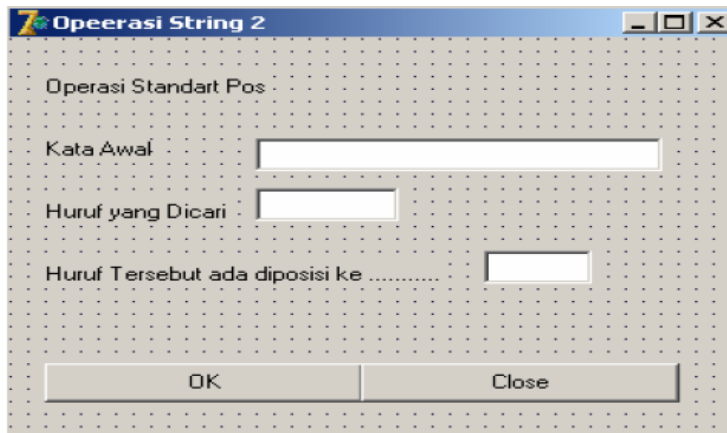 Opeerasi String 2
Operasi Standart Pos
Kata Awal
Huruf yang Dicari
Huruf Tersebut ada diposisi ke ...........
OK Close